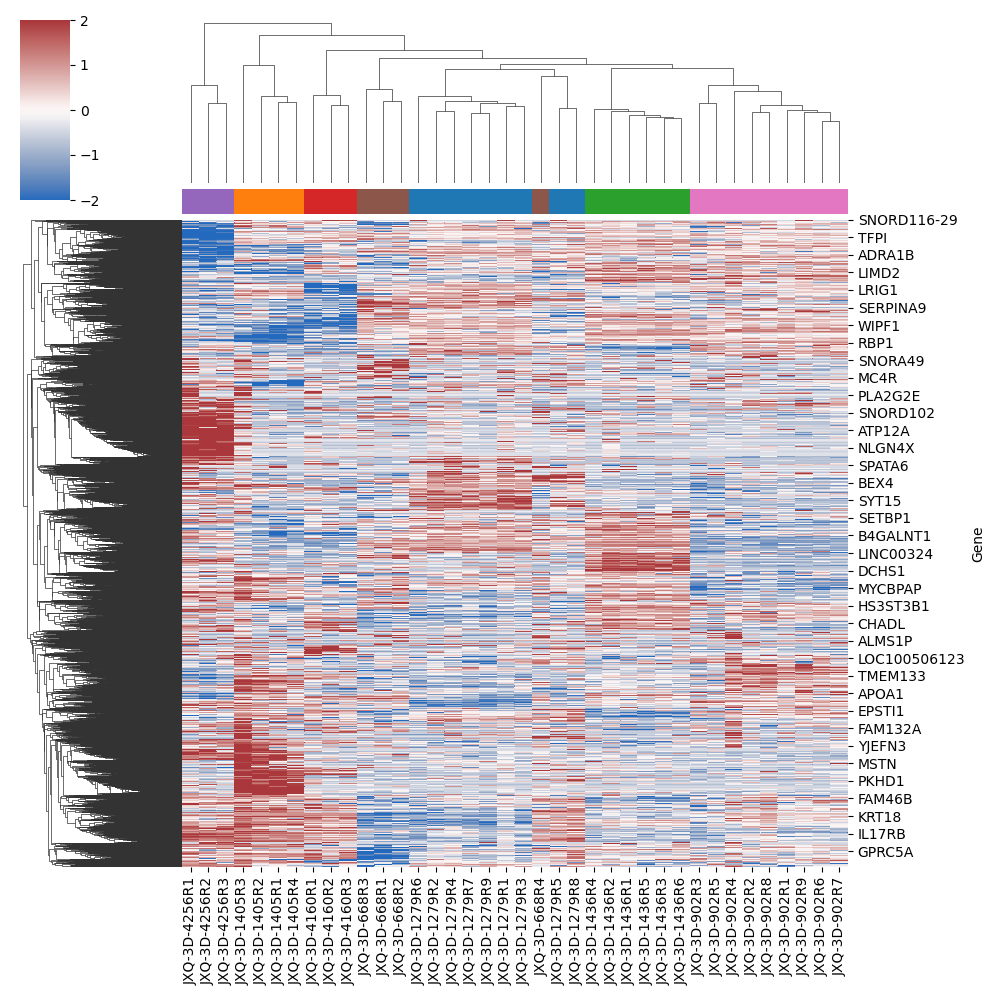 2
1
0
−1
−2
SNORD116-29
TFPI
ADRA1B
LIMD2
LRIG1
SERPINA9
WIPF1
RBP1
SNORA49
MC4R
PLA2G2E
SNORD102
ATP12A
NLGN4X
SPATA6
BEX4
SYT15
SETBP1
B4GALNT1
LINC00324
DCHS1
MYCBPAP
HS3ST3B1
CHADL
ALMS1P
LOC100506123
TMEM133
APOA1
EPSTI1
FAM132A
YJEFN3
MSTN
PKHD1
FAM46B
KRT18
IL17RB
GPRC5A
Gene
JXQ-3D-4256R1
JXQ-3D-4256R2
JXQ-3D-4256R3
JXQ-3D-1405R3
JXQ-3D-1405R2
JXQ-3D-1405R1
JXQ-3D-1405R4
JXQ-3D-4160R1
JXQ-3D-4160R2
JXQ-3D-4160R3
JXQ-3D-668R3
JXQ-3D-668R1
JXQ-3D-668R2
JXQ-3D-1279R6
JXQ-3D-1279R2
JXQ-3D-1279R4
JXQ-3D-1279R7
JXQ-3D-1279R9
JXQ-3D-1279R1
JXQ-3D-1279R3
JXQ-3D-668R4
JXQ-3D-1279R5
JXQ-3D-1279R8
JXQ-3D-1436R4
JXQ-3D-1436R2
JXQ-3D-1436R1
JXQ-3D-1436R5
JXQ-3D-1436R3
JXQ-3D-1436R6
JXQ-3D-902R3
JXQ-3D-902R5
JXQ-3D-902R4
JXQ-3D-902R2
JXQ-3D-902R8
JXQ-3D-902R1
JXQ-3D-902R9
JXQ-3D-902R6
JXQ-3D-902R7